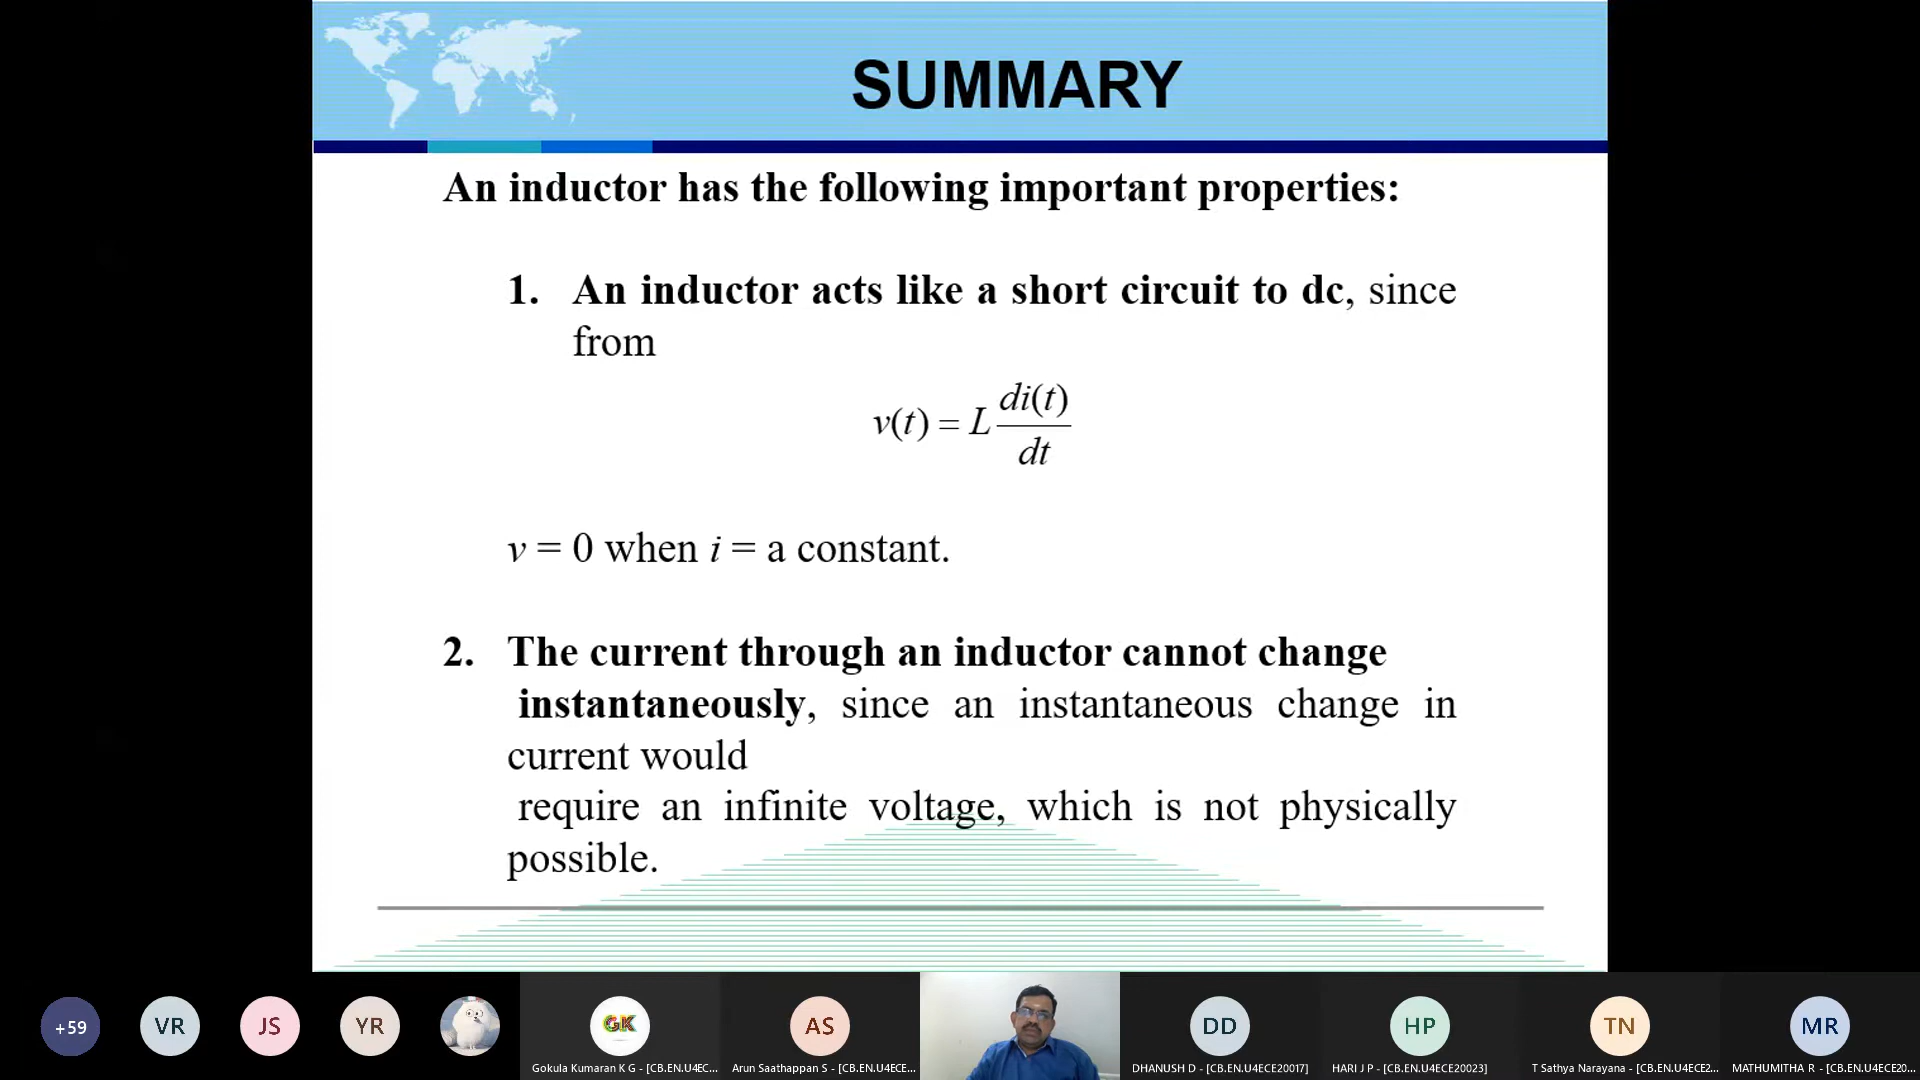 SUMMARY
An inductor has the following important properties:
1. An inductor acts like a short circuit to dc, since
from
v(t) = L di(t)/dt
v = 0 when i = a constant.
2. The current through an inductor cannot change
instantaneously, since an instantaneous change in
current would
require an infinite voltage, which is not physically
possible.
+59 VR JS YR GK AS DD HP TN MR
Gokula Kumaran K G - [CB.EN.U4EC... Arun Saathappan S - [CB.EN.U4ECE... DHANUSH D - [CB.EN.U4ECE20017] HARI J P - [CB.EN.U4ECE20023] T Sathya Narayana - [CB.EN.U4ECE2... MATHUMITHA R - [CB.EN.U4ECE20...